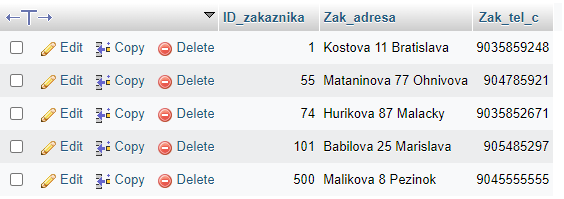 ←T→ ID_zakaznika Zak_adresa Zak_tel_c
Edit Copy Delete 1 Kostova 11 Bratislava 9035859248
Edit Copy Delete 55 Mataninova 77 Ohnivova 904785921
Edit Copy Delete 74 Hurikova 87 Malacky 9035852671
Edit Copy Delete 101 Babilova 25 Marislava 905485297
Edit Copy Delete 500 Malikova 8 Pezinok 9045555555